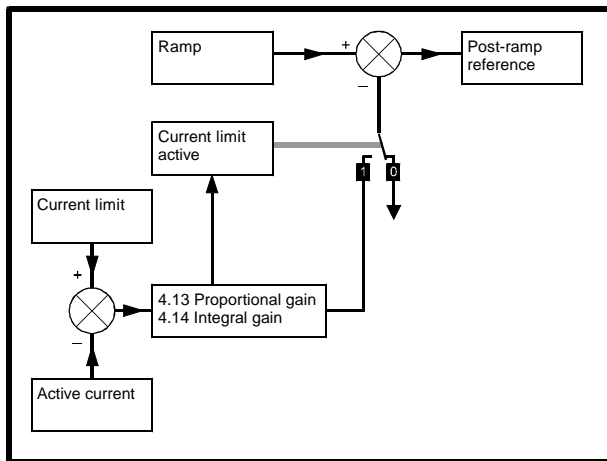 Ramp
+
Post-ramp
reference
−
Current limit
active
1 0
Current limit
+
4.13 Proportional gain
4.14 Integral gain
−
Active current